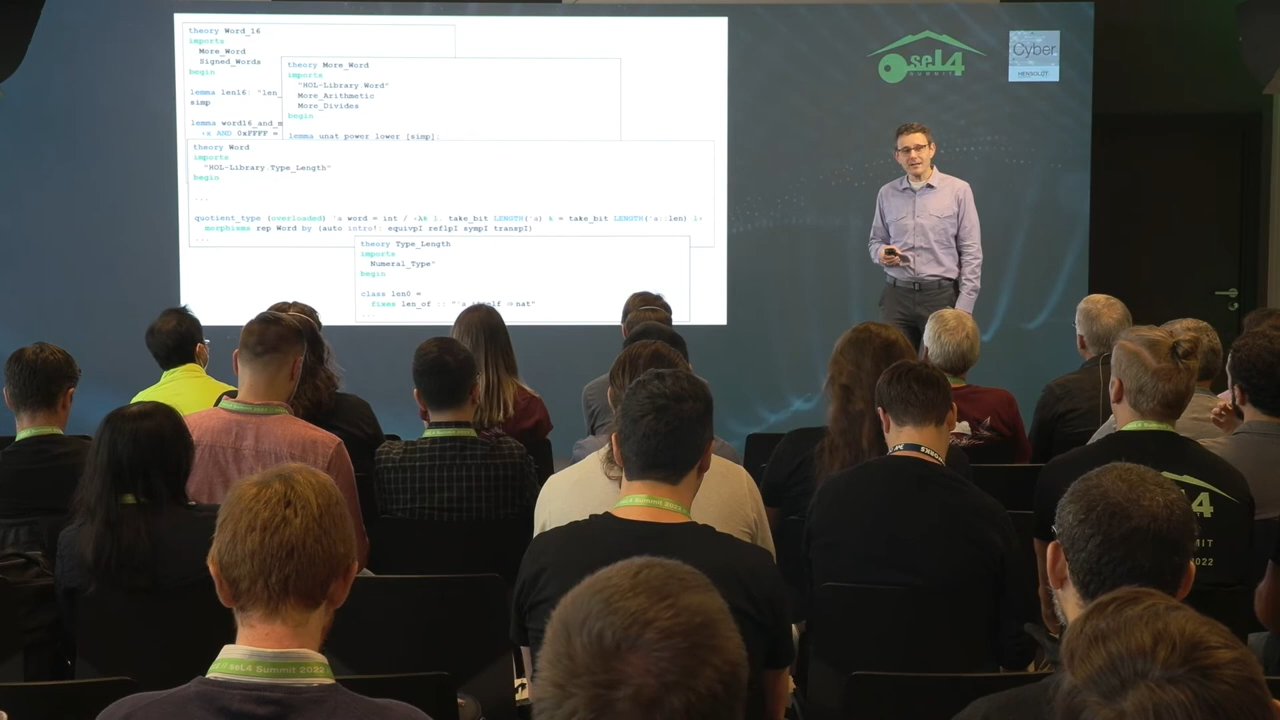 theory Word_16
imports
More_Word
Signed_Words
begin
lemma len16: "len_
simp
lemma word16_and_m
‹x AND 0xFFFF =
theory More_Word
imports
"HOL-Library.Word"
More_Arithmetic
More_Divides
begin
lemma unat_power_lower [simp]:
theory Word
imports
"HOL-Library.Type_Length"
begin
...
quotient_type (overloaded) 'a word = int / ‹λk l. take_bit LENGTH('a) k = take_bit LENGTH('a::len) l›
morphisms rep Word by (auto intro!: equivpI reflpI sympI transpI)
...
theory Type_Length
imports
Numeral_Type"
begin
class len0 =
fixes len_of :: "'a itself ⇒ nat"
...
seL4
SUMMIT
Cyber
HENSOLDT
seL4 Summit 2022
Summit 2022
L4
MIT
2022